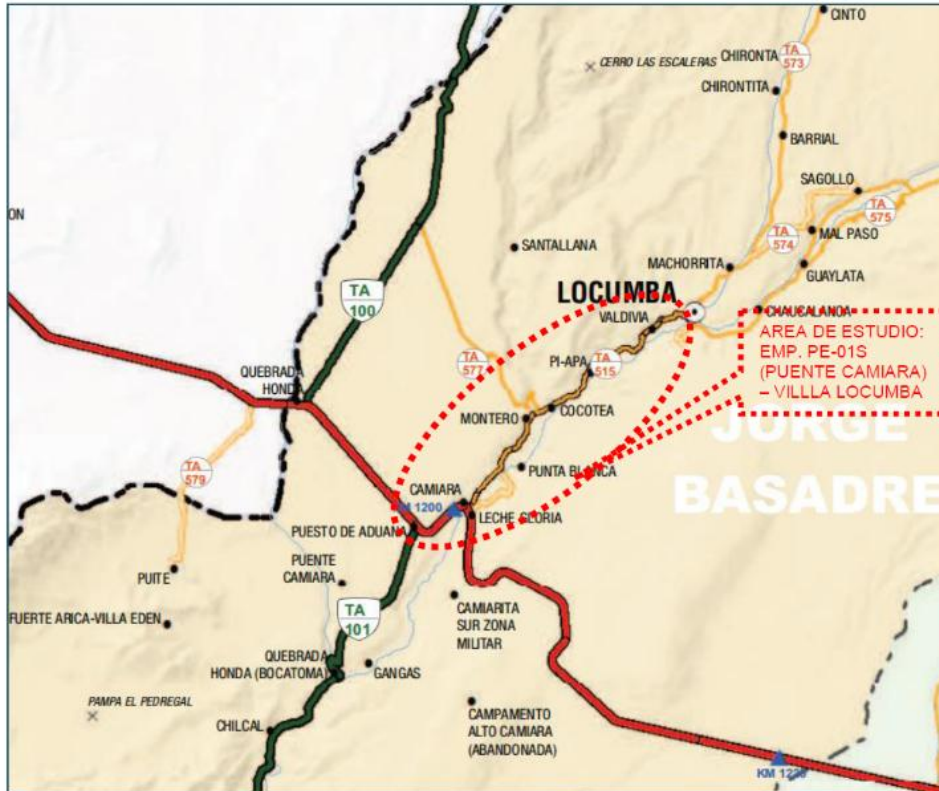 CINTO
CERRO LAS ESCALERAS
CHIRONTA
TA
573
CHIRONTITA
BARRIAL
SAGOLLO
ON
TA
575
TA
574
MAL PASO
SANTALLANA
MACHORRITA
GUAYLATA
TA
100
LOCUMBA
VALDIVIA
CHAUCALANOA
AREA DE ESTUDIO:
EMP. PE-01S
(PUENTE CAMIARA)
– VILLLA LOCUMBA
TA
577
PI-APA
TA
515
QUEBRADA
HONDA
MONTERO
COCOTEA
JORGE
BASADRE
TA
579
PUNTA BLANCA
CAMIARA
M 1200
LECHE GLORIA
PUESTO DE ADUANA
PUITE
PUENTE
CAMIARA
FUERTE ARICA-VILLA EDEN
TA
101
CAMIARITA
SUR ZONA
MILITAR
QUEBRADA
HONDA (BOCATOMA)
GANGAS
PAMPA EL PEDREGAL
CHILCAL
CAMPAMENTO
ALTO CAMIARA
(ABANDONADA)